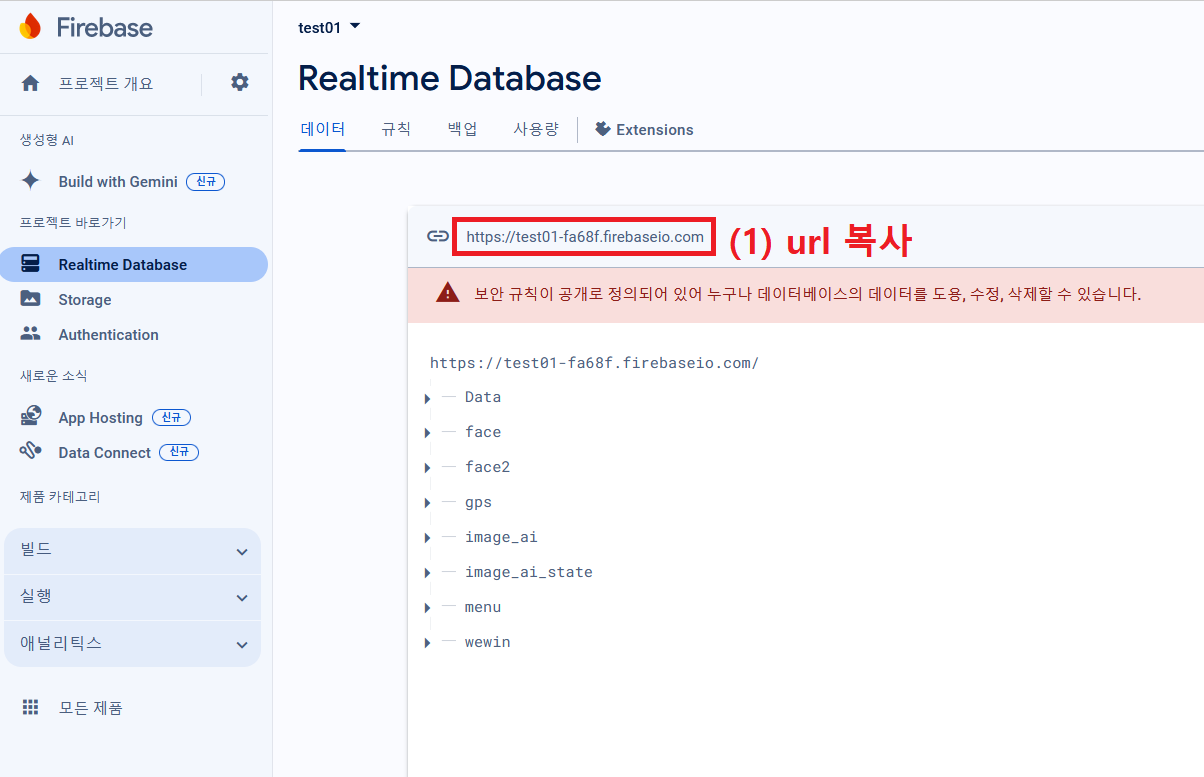 Firebase
프로젝트 개요
생성형 AI
Build with Gemini 신규
프로젝트 바로가기
Realtime Database
Storage
Authentication
새로운 소식
App Hosting 신규
Data Connect 신규
제품 카테고리
빌드
실행
애널리틱스
모든 제품
test01
Realtime Database
데이터 규칙 백업 사용량 Extensions
https://test01-fa68f.firebaseio.com (1) url 복사
보안 규칙이 공개로 정의되어 있어 누구나 데이터베이스의 데이터를 도용, 수정, 삭제할 수 있습니다.
https://test01-fa68f.firebaseio.com/
Data
face
face2
gps
image_ai
image_ai_state
menu
wewin